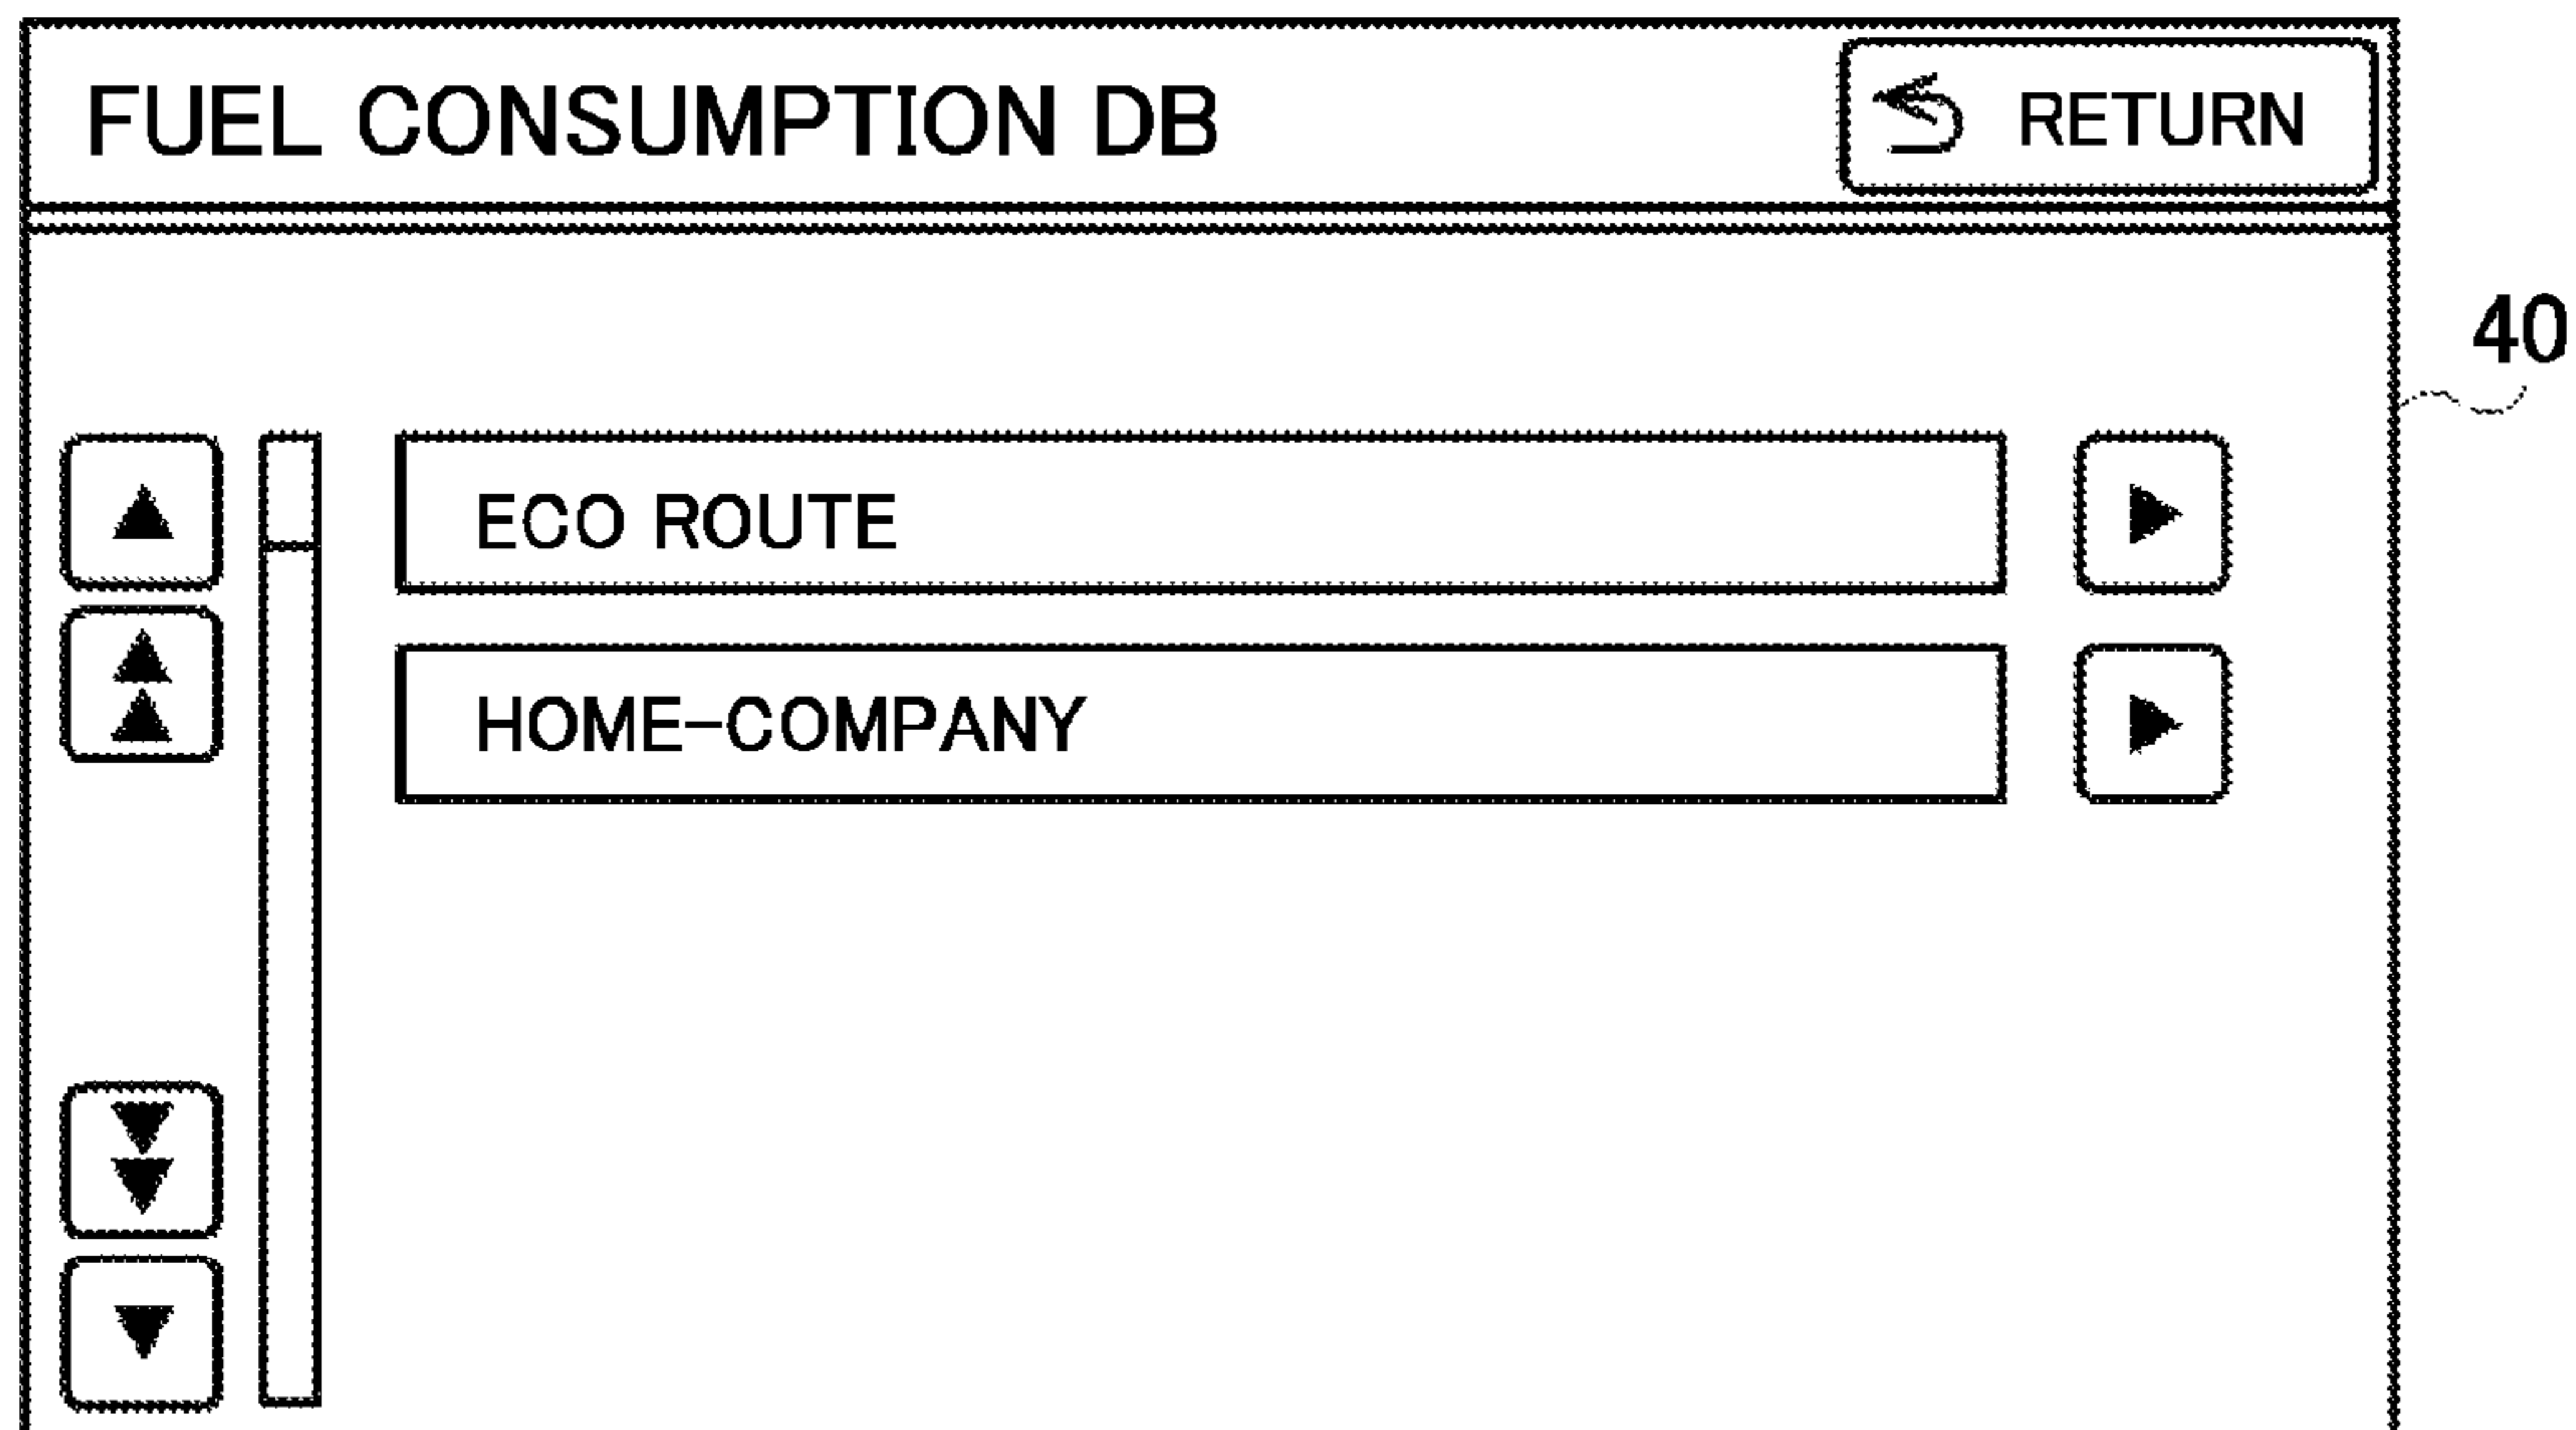 FUEL CONSUMPTION DB
RETURN
40
ECO ROUTE
HOME-COMPANY